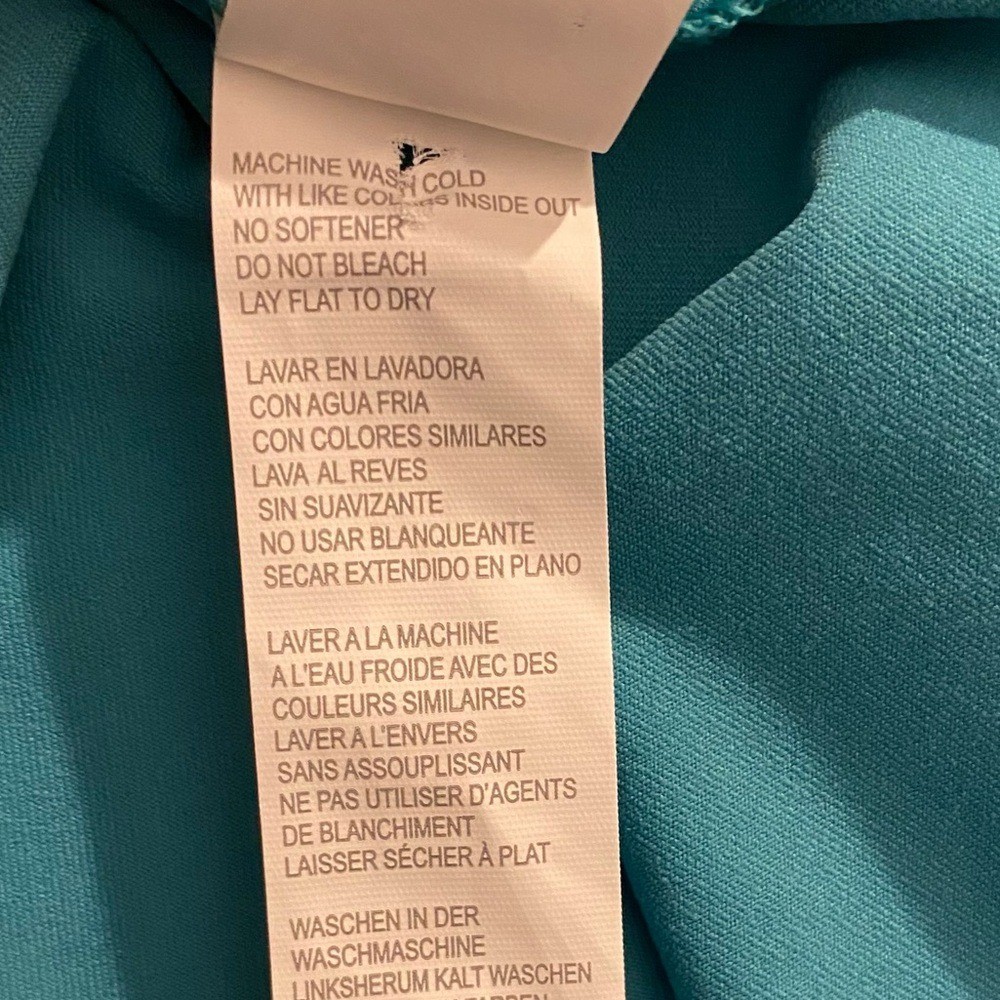 MACHINE WASH COLD
WITH LIKE COLORS INSIDE OUT
NO SOFTENER
DO NOT BLEACH
LAY FLAT TO DRY
LAVAR EN LAVADORA
CON AGUA FRIA
CON COLORES SIMILARES
LAVA AL REVES
SIN SUAVIZANTE
NO USAR BLANQUEANTE
SECAR EXTENDIDO EN PLANO
LAVER A LA MACHINE
A L'EAU FROIDE AVEC DES
COULEURS SIMILAIRES
LAVER A L'ENVERS
SANS ASSOUPLISSANT
NE PAS UTILISER D'AGENTS
DE BLANCHIMENT
LAISSER SÉCHER À PLAT
WASCHEN IN DER
WASCHMASCHINE
LINKSHERUM KALT WASCHEN